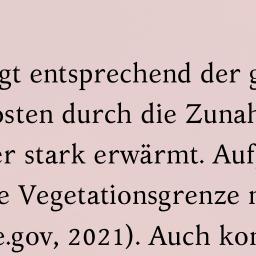 gt entsprechend der g
osten durch die Zunah
er stark erwärmt. Auf
e Vegetationsgrenze
e.gov, 2021). Auch kon